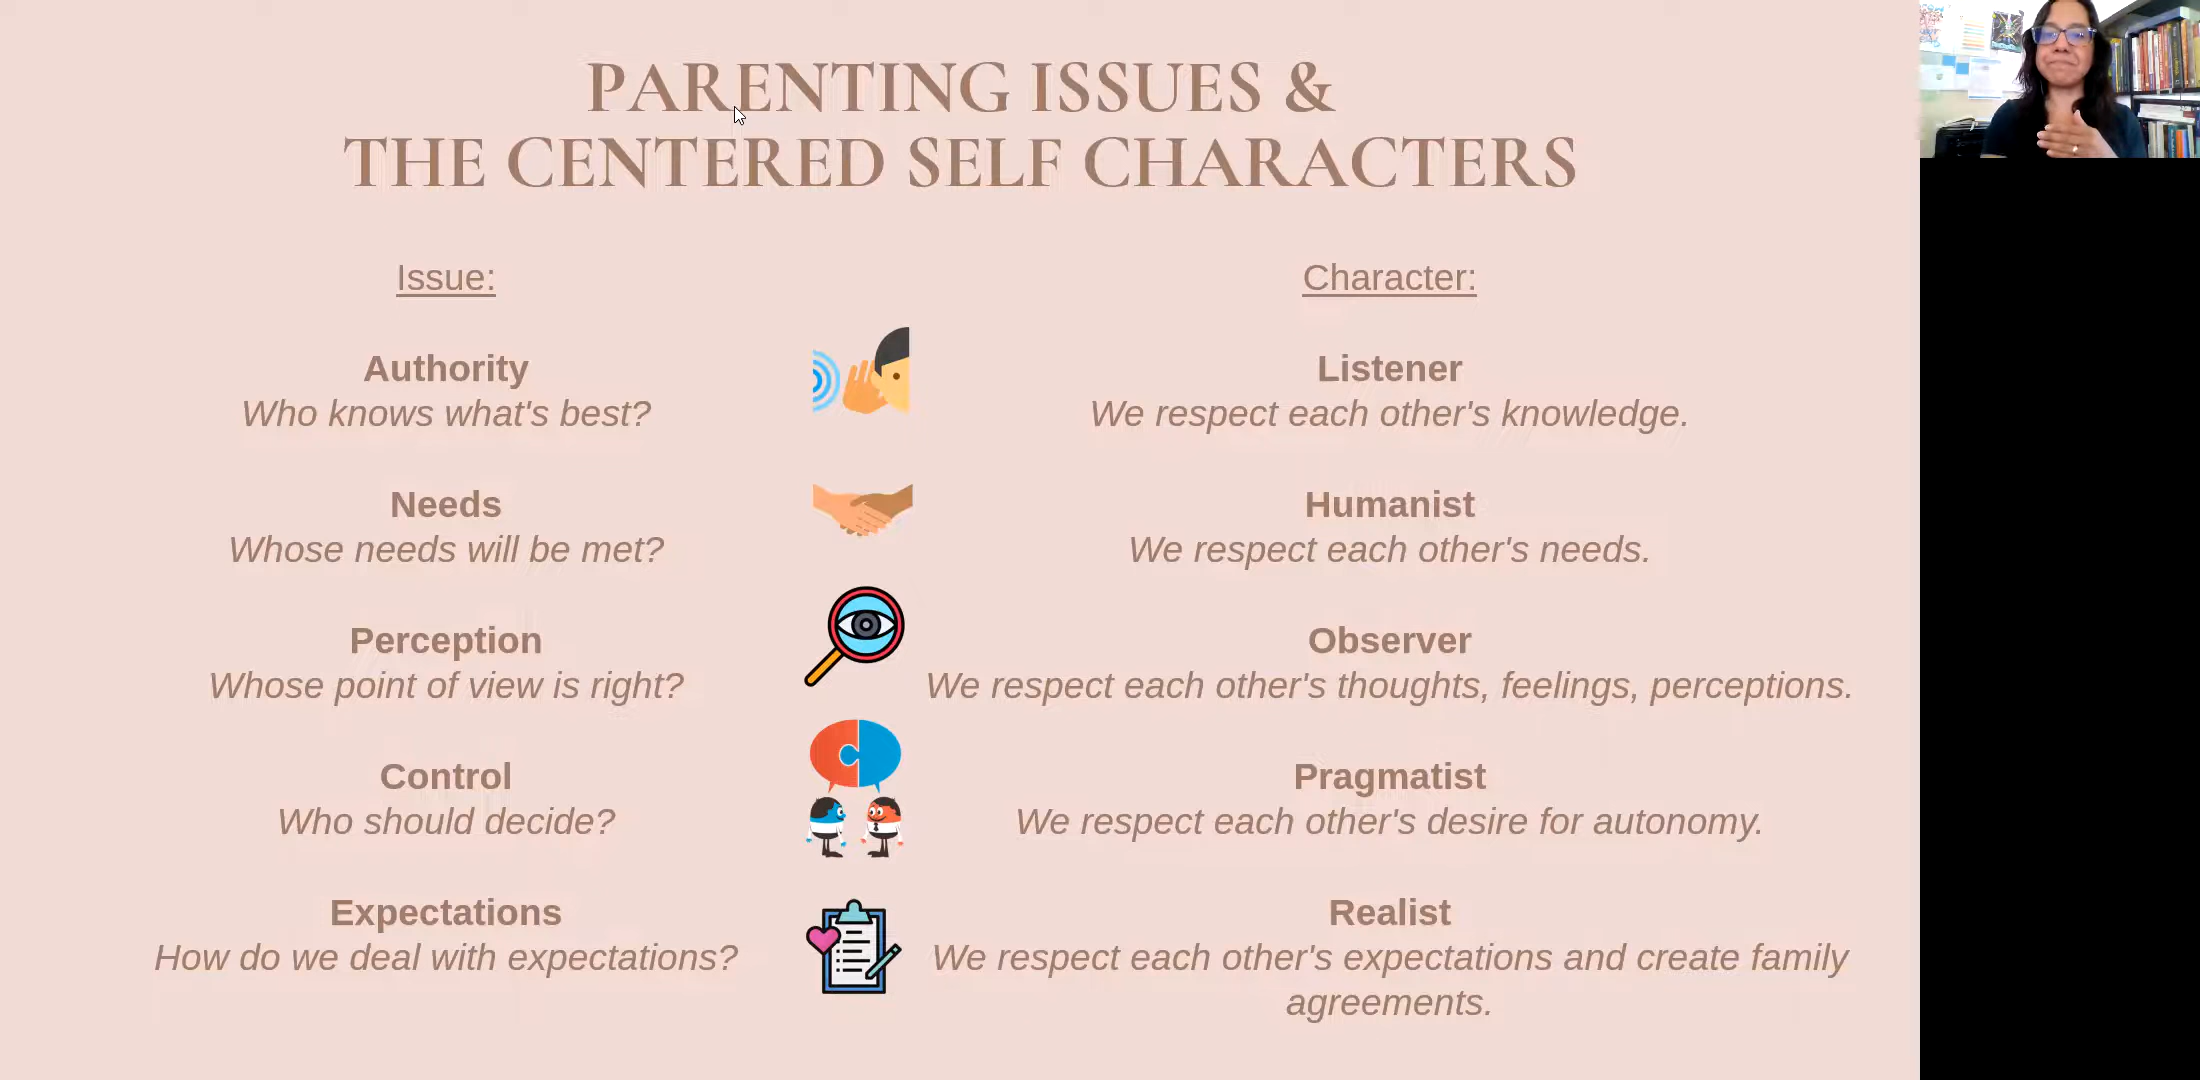 PARENTING ISSUES &
THE CENTERED SELF CHARACTERS
Issue:
Character:
Authority
Who knows what's best?
Listener
We respect each other's knowledge.
Needs
Whose needs will be met?
Humanist
We respect each other's needs.
Perception
Whose point of view is right?
Observer
We respect each other's thoughts, feelings, perceptions.
Control
Who should decide?
Pragmatist
We respect each other's desire for autonomy.
Expectations
How do we deal with expectations?
Realist
We respect each other's expectations and create family
agreements.